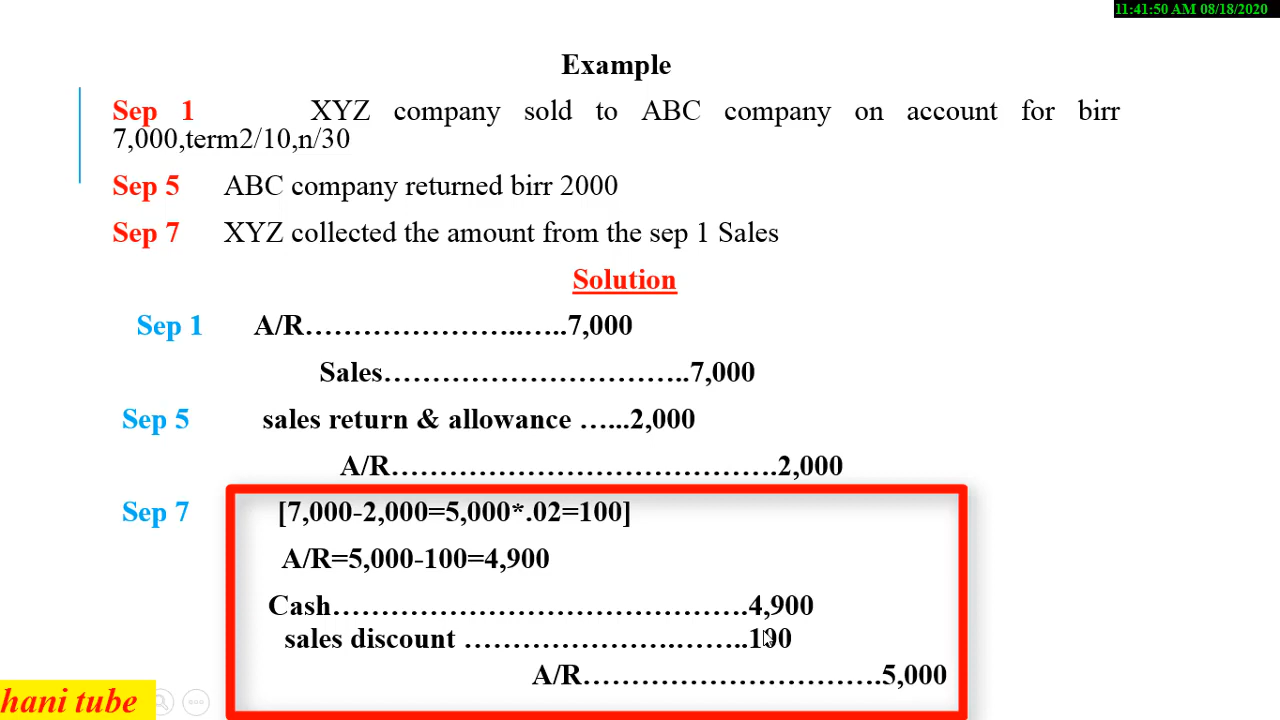 11:41:50 AM 08/18/2020
Example
Sep 1 XYZ company sold to ABC company on account for birr
7,000,term2/10,n/30
Sep 5 ABC company returned birr 2000
Sep 7 XYZ collected the amount from the sep 1 Sales
Solution
Sep 1 A/R…………………..…..7,000
Sales…………………………..7,000
Sep 5 sales return & allowance …...2,000
A/R………………………………….2,000
Sep 7 [7,000-2,000=5,000*.02=100]
A/R=5,000-100=4,900
Cash…………………………………….4,900
sales discount ………………….……..100
A/R………………………….5,000
hani tube